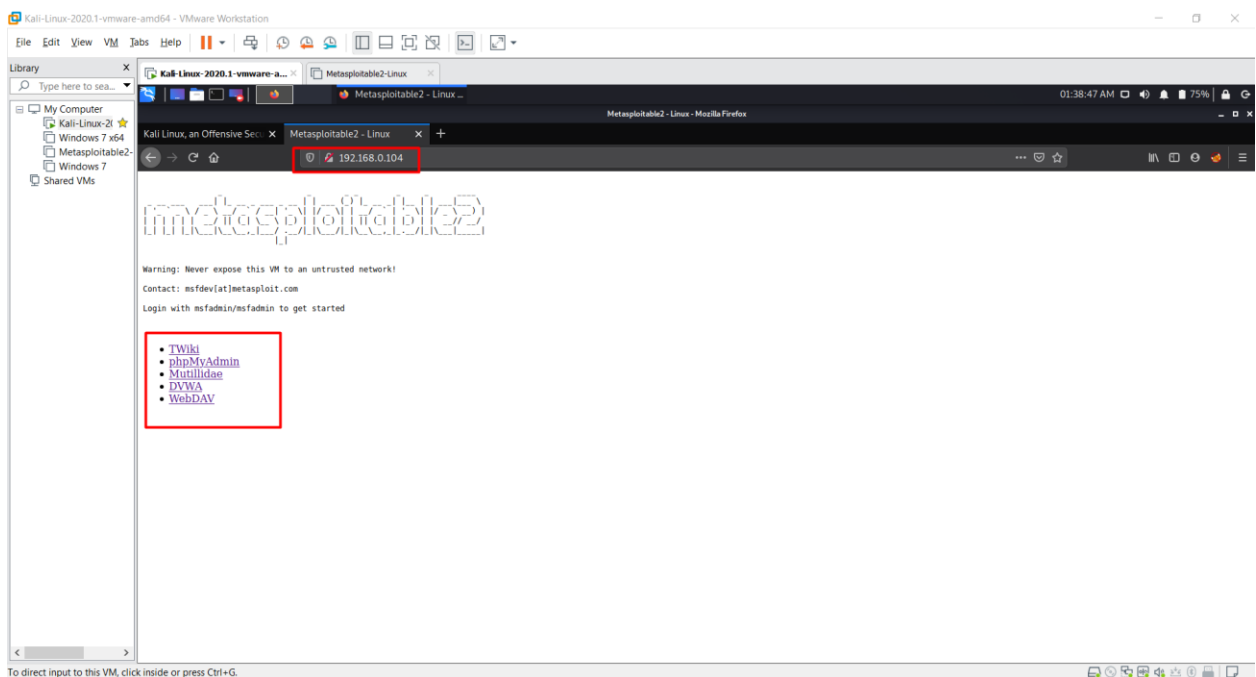 Kali-Linux-2020.1-vmware-amd64 - VMware Workstation
File Edit View VM Tabs Help
Library X
Kali-Linux-2020.1-vmware-a... Metasploitable2-Linux
Type here to sea...
Metasploitable2 - Linux ... 01:38:47 AM 75%
My Computer
Kali-Linux-2(
Windows 7 x64
Metasploitable2-
Windows 7
Shared VMs
Metasploitable2 - Linux - Mozilla Firefox
Kali Linux, an Offensive Secu Metasploitable2 - Linux
192.168.0.104
metasploitable2
Warning: Never expose this VM to an untrusted network!
Contact: msfdev[at]metasploit.com
Login with msfadmin/msfadmin to get started
• TWiki
• phpMyAdmin
• Mutillidae
• DVWA
• WebDAV
To direct input to this VM, click inside or press Ctrl+G.